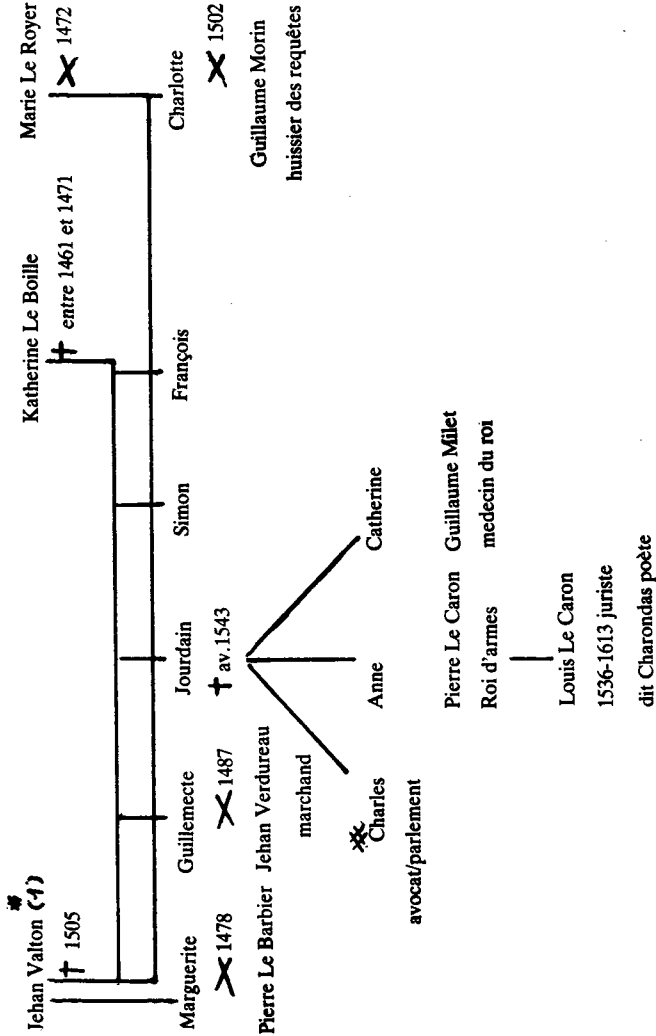 Jehan Valton (1)
† 1505
Katherine Le Boille
† entre 1461 et 1471
Marie Le Royer
X 1472
Marguerite
X 1478
Pierre Le Barbier
Guillemecte
X 1487
Jehan Verdureau
marchand
Jourdain
† av.1543
Simon
François
Charlotte
X 1502
Guillaume Morin
huissier des requêtes
Charles
avocat/parlement
Anne
Pierre Le Caron
Roi d'armes
Louis Le Caron
1536-1613 juriste
dit Charondas poète
Catherine
Guillaume Milet
medecin du roi